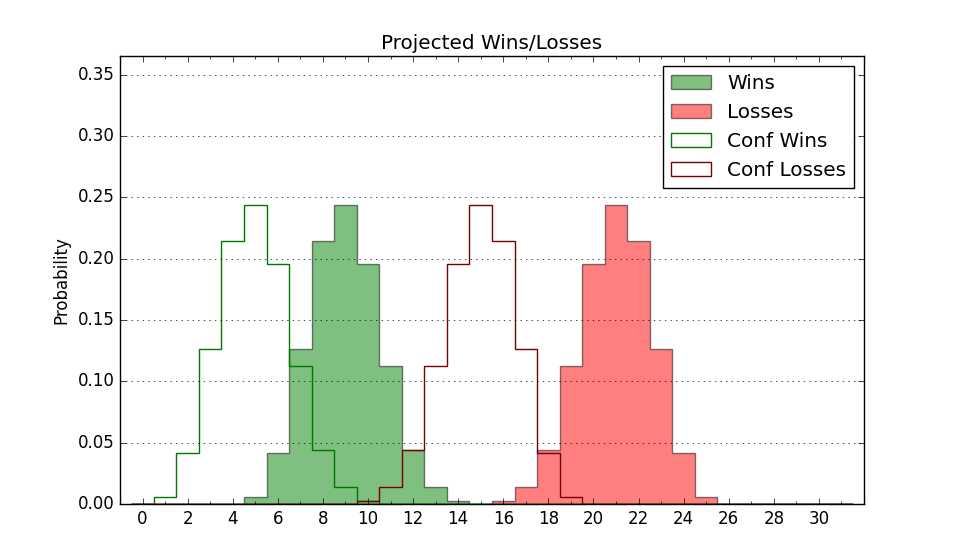 Projected Wins/Losses
0.35
0.30
0.25
0.20
0.15
0.10
0.05
0.00
Probability
Wins
Losses
Conf Wins
Conf Losses
0 2 4 6 8 10 12 14 16 18 20 22 24 26 28 30